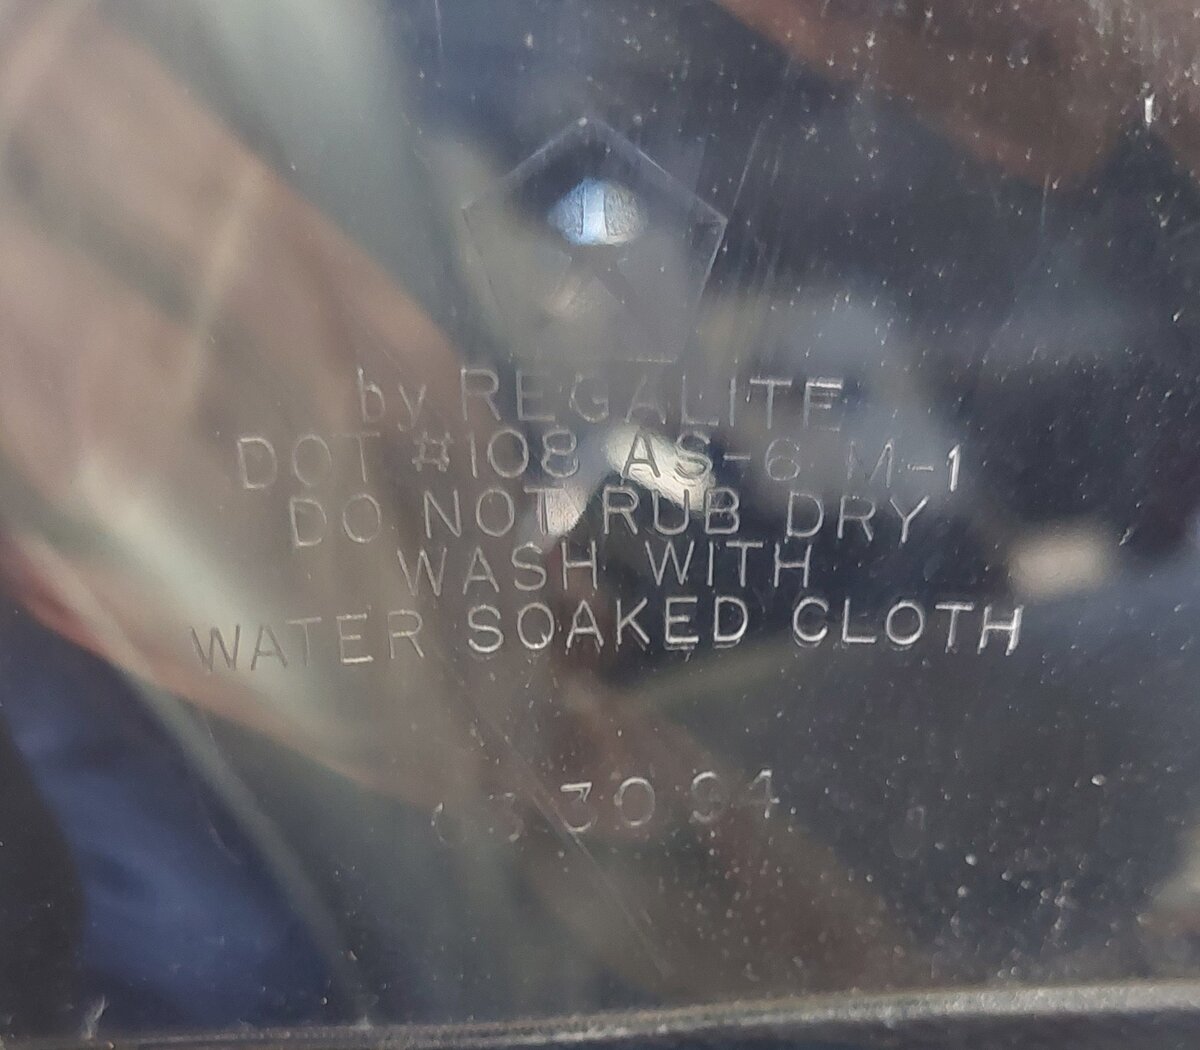 by REGALITE
DOT #108 AS-6 M-1
DO NOT RUB DRY
WASH WITH
WATER SOAKED CLOTH